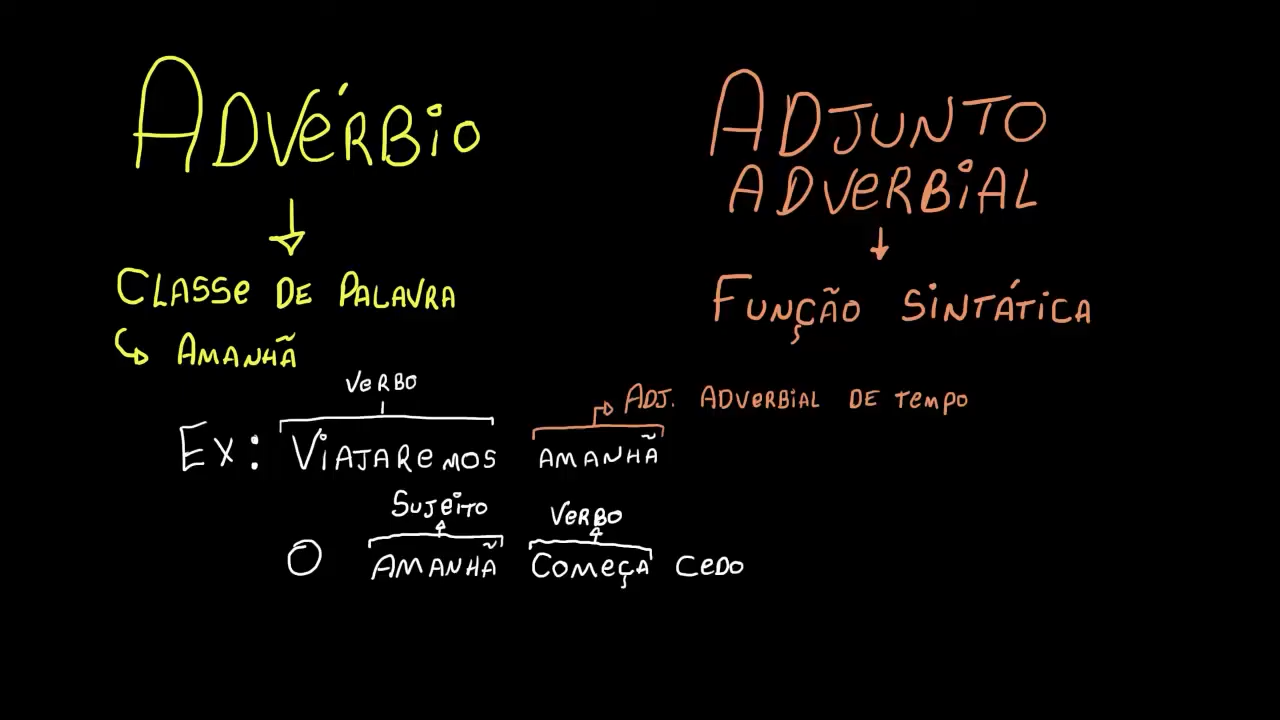 ADVÉRBIO
CLASSE DE PALAVRA
AMANHÃ
ADJUNTO
ADVERBIAL
FUNÇÃO SINTÁTICA
VERBO
ADJ. ADVERBIAL DE TEMPO
EX: VIAJAREMOS AMANHÃ
SUJEITO VERBO
O AMANHÃ COMEÇA CEDO